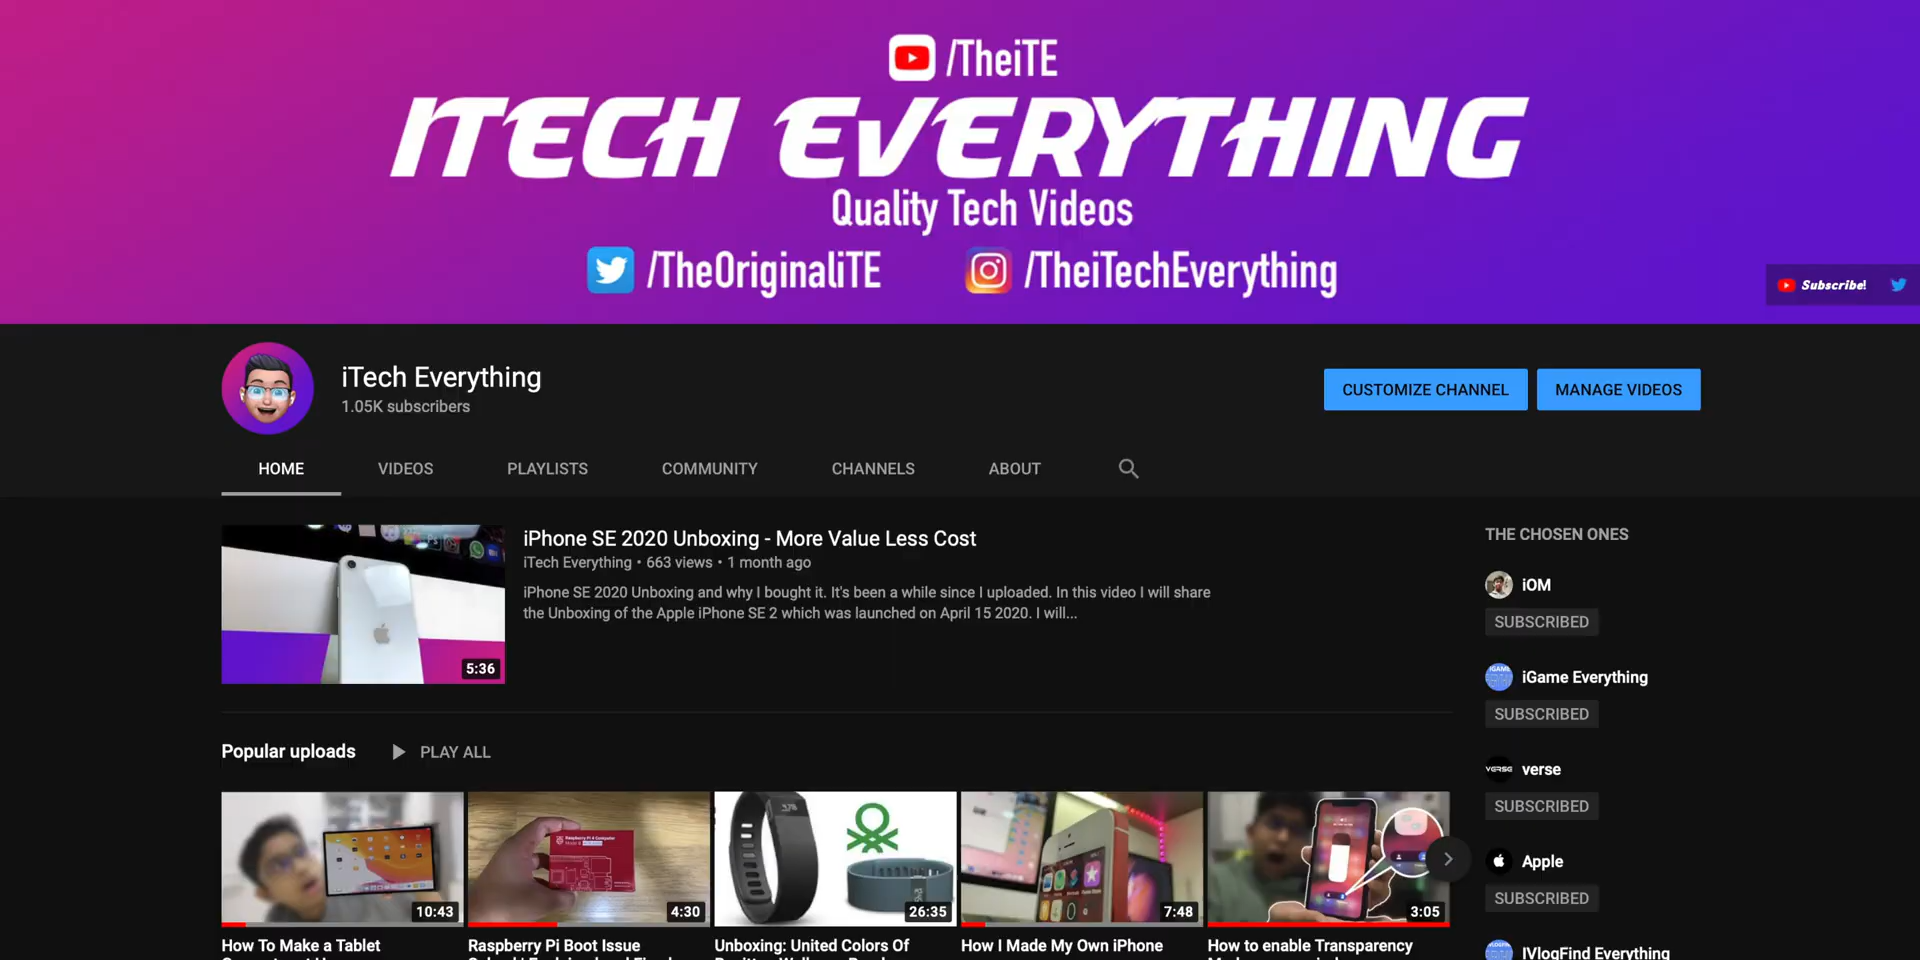 /TheiTE
ITECH EVERYTHING
Quality Tech Videos
/TheOriginaliTE
/TheiTechEverything
Subscribe!
iTech Everything
1.05K subscribers
CUSTOMIZE CHANNEL
MANAGE VIDEOS
HOME
VIDEOS
PLAYLISTS
COMMUNITY
CHANNELS
ABOUT
iPhone SE 2020 Unboxing - More Value Less Cost
iTech Everything • 663 views • 1 month ago
iPhone SE 2020 Unboxing and why I bought it. It's been a while since I uploaded. In this video I will share
the Unboxing of the Apple iPhone SE 2 which was launched on April 15 2020. I will...
5:36
THE CHOSEN ONES
iOM
SUBSCRIBED
iGame Everything
SUBSCRIBED
VERSE
verse
SUBSCRIBED
Apple
SUBSCRIBED
IVlogFind Everything
Popular uploads
PLAY ALL
10:43
Raspberry Pi 4 Computer
4:30
26:35
7:48
3:05
How To Make a Tablet
Raspberry Pi Boot Issue
Unboxing: United Colors Of
How I Made My Own iPhone
How to enable Transparency